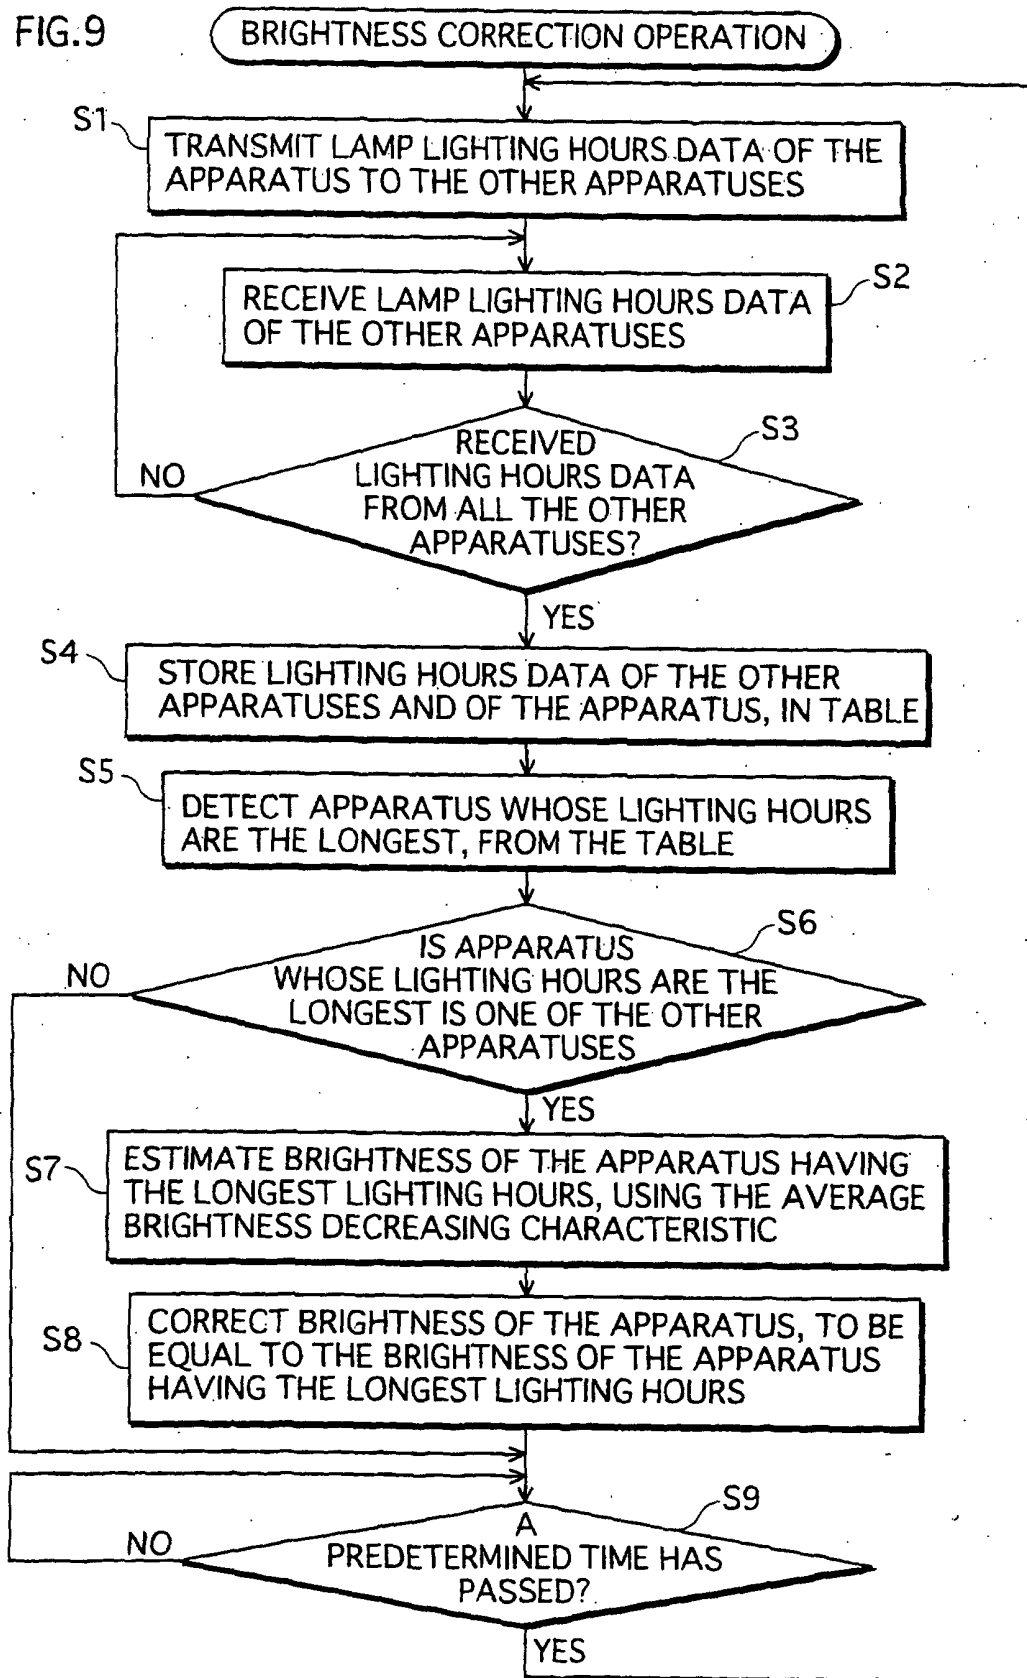 FIG.9
BRIGHTNESS CORRECTION OPERATION
S1
TRANSMIT LAMP LIGHTING HOURS DATA OF THE
APPARATUS TO THE OTHER APPARATUSES
S2
RECEIVE LAMP LIGHTING HOURS DATA
OF THE OTHER APPARATUSES
S3
RECEIVED
LIGHTING HOURS DATA
FROM ALL THE OTHER
APPARATUSES?
NO
YES
S4
STORE LIGHTING HOURS DATA OF THE OTHER
APPARATUSES AND OF THE APPARATUS, IN TABLE
S5
DETECT APPARATUS WHOSE LIGHTING HOURS
ARE THE LONGEST, FROM THE TABLE
S6
IS APPARATUS
WHOSE LIGHTING HOURS ARE THE
LONGEST IS ONE OF THE OTHER
APPARATUSES
NO
YES
S7
ESTIMATE BRIGHTNESS OF THE APPARATUS HAVING
THE LONGEST LIGHTING HOURS, USING THE AVERAGE
BRIGHTNESS DECREASING CHARACTERISTIC
S8
CORRECT BRIGHTNESS OF THE APPARATUS, TO BE
EQUAL TO THE BRIGHTNESS OF THE APPARATUS
HAVING THE LONGEST LIGHTING HOURS
S9
A
PREDETERMINED TIME HAS
PASSED?
NO
YES